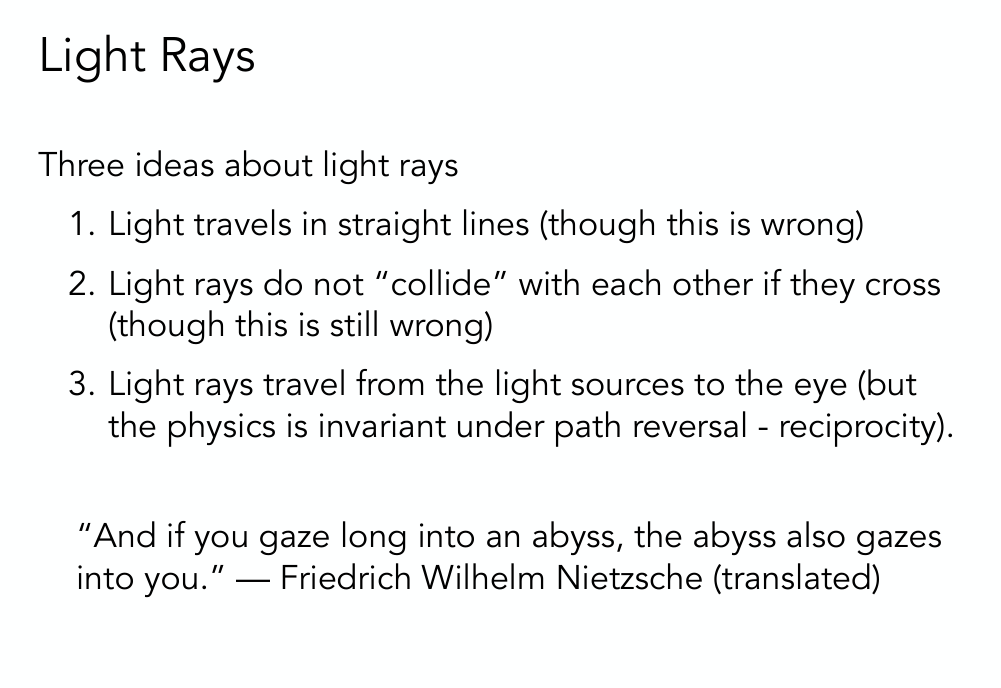 Light Rays
Three ideas about light rays
1. Light travels in straight lines (though this is wrong)
2. Light rays do not “collide” with each other if they cross
(though this is still wrong)
3. Light rays travel from the light sources to the eye (but
the physics is invariant under path reversal - reciprocity).
“And if you gaze long into an abyss, the abyss also gazes
into you.” — Friedrich Wilhelm Nietzsche (translated)